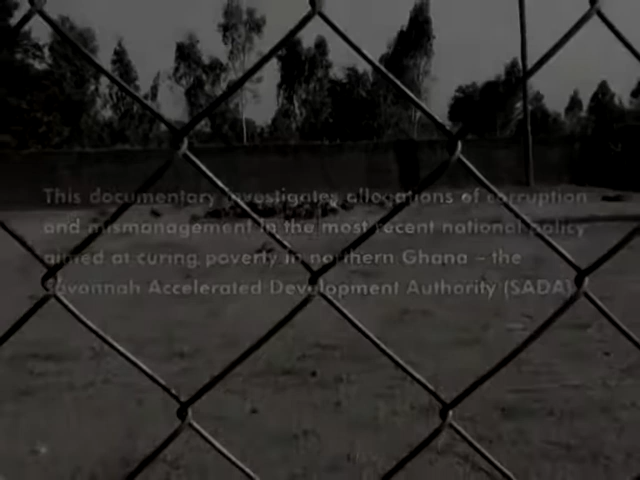 This documentary investigates allegations of corruption
and mismanagement in the most recent national policy
aimed at curing poverty in northern Ghana – the
Savannah Accelerated Development Authority (SADA)